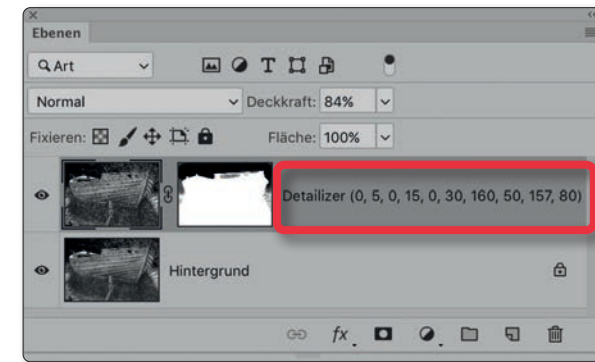 Ebenen
Art
Normal Deckkraft: 84%
Fixieren: Fläche: 100%
Detailizer (0, 5, 0, 15, 0, 30, 160, 50, 157, 80)
Hintergrund
fx